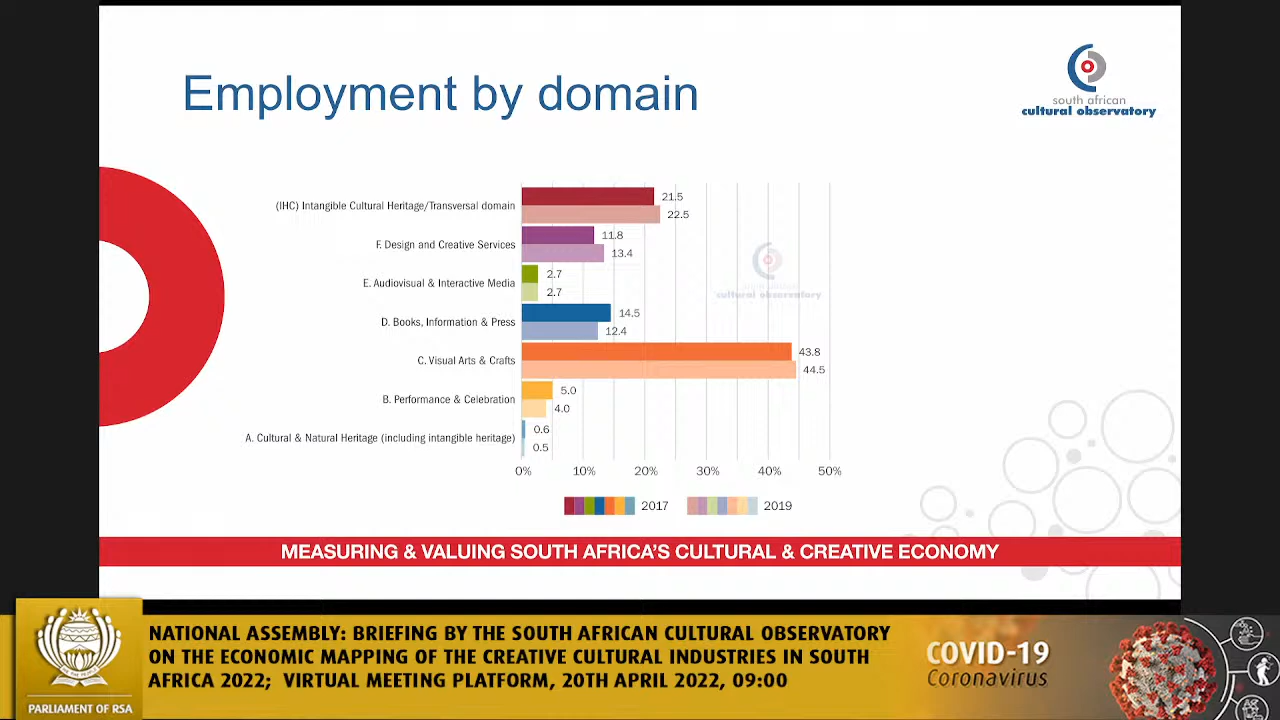 Employment by domain
south african
cultural observatory
(IHC) Intangible Cultural Heritage/Transversal domain
21.5
22.5
F. Design and Creative Services
11.8
13.4
E. Audiovisual & Interactive Media
2.7
2.7
D. Books, Information & Press
14.5
12.4
C. Visual Arts & Crafts
43.8
44.5
B. Performance & Celebration
5.0
4.0
A. Cultural & Natural Heritage (including intangible heritage)
0.6
0.5
south african
cultural observatory
0% 10% 20% 30% 40% 50%
2017 2019
MEASURING & VALUING SOUTH AFRICA'S CULTURAL & CREATIVE ECONOMY
NATIONAL ASSEMBLY: BRIEFING BY THE SOUTH AFRICAN CULTURAL OBSERVATORY
ON THE ECONOMIC MAPPING OF THE CREATIVE CULTURAL INDUSTRIES IN SOUTH
AFRICA 2022; VIRTUAL MEETING PLATFORM, 20TH APRIL 2022, 09:00
PARLIAMENT OF RSA
COVID-19
Coronavirus